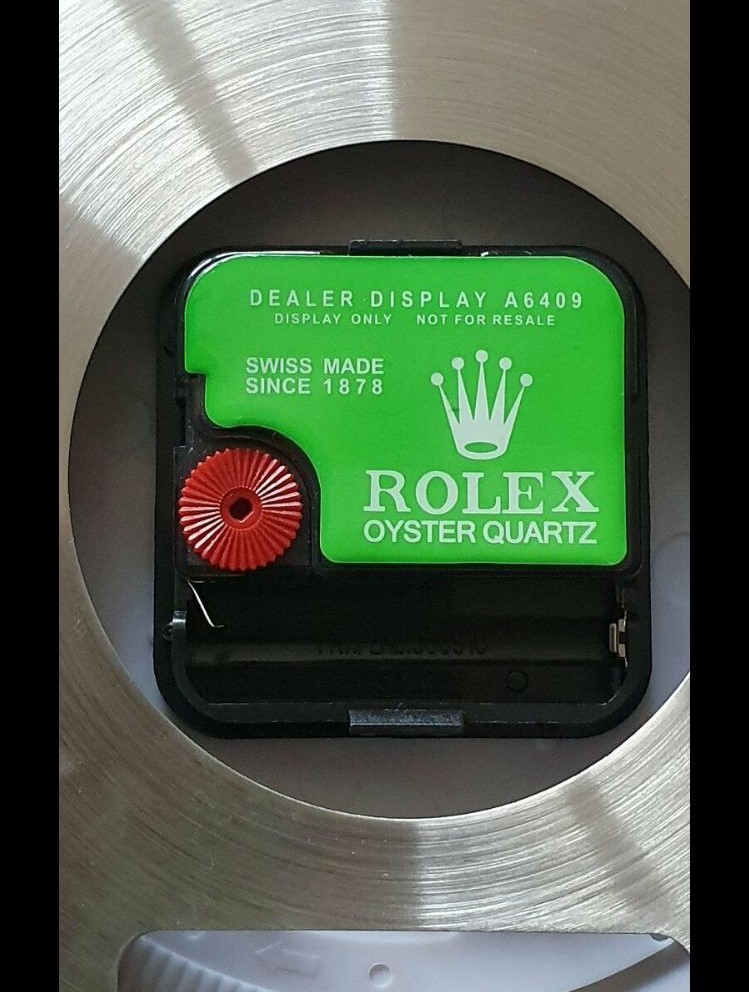 DEALER DISPLAY A6409
DISPLAY ONLY NOT FOR RESALE
SWISS MADE
SINCE 1878
ROLEX
OYSTER QUARTZ